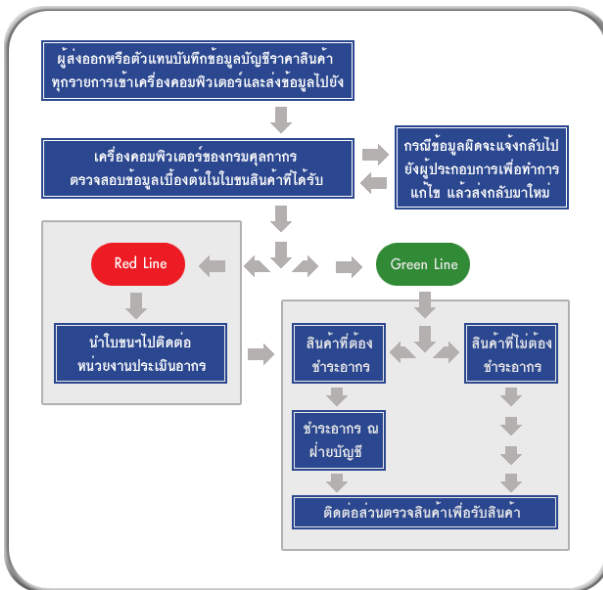 ผู้ส่งออกหรือตัวแทนบันทึกข้อมูลบัญชีราคาสินค้า
ทุกรายการเข้าเครื่องคอมพิวเตอร์และส่งข้อมูลไปยัง
เครื่องคอมพิวเตอร์ของกรมศุลกากร
ตรวจสอบข้อมูลเบื้องต้นในใบขนสินค้าที่ได้รับ
กรณีข้อมูลผิดจะแจ้งกลับไป
ยังผู้ประกอบการเพื่อทำการ
แก้ไข แล้วส่งกลับมาใหม่
Red Line
Green Line
นำใบขนฯไปติดต่อ
หน่วยงานประเมินอากร
สินค้าที่ต้อง
ชำระอากร
สินค้าที่ไม่ต้อง
ชำระอากร
ชำระอากร ณ
ฝ่ายบัญชี
ติดต่อส่วนตรวจสินค้าเพื่อรับสินค้า